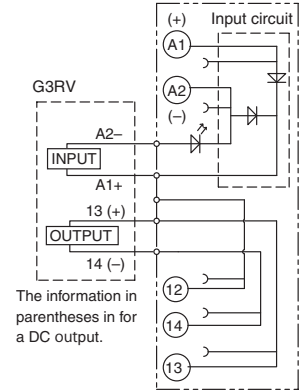 (+)
Input circuit
A1
A2
(−)
G3RV
A2−
INPUT
A1+
13 (+)
OUTPUT
14 (−)
The information in
parentheses in for
a DC output.
12
14
13